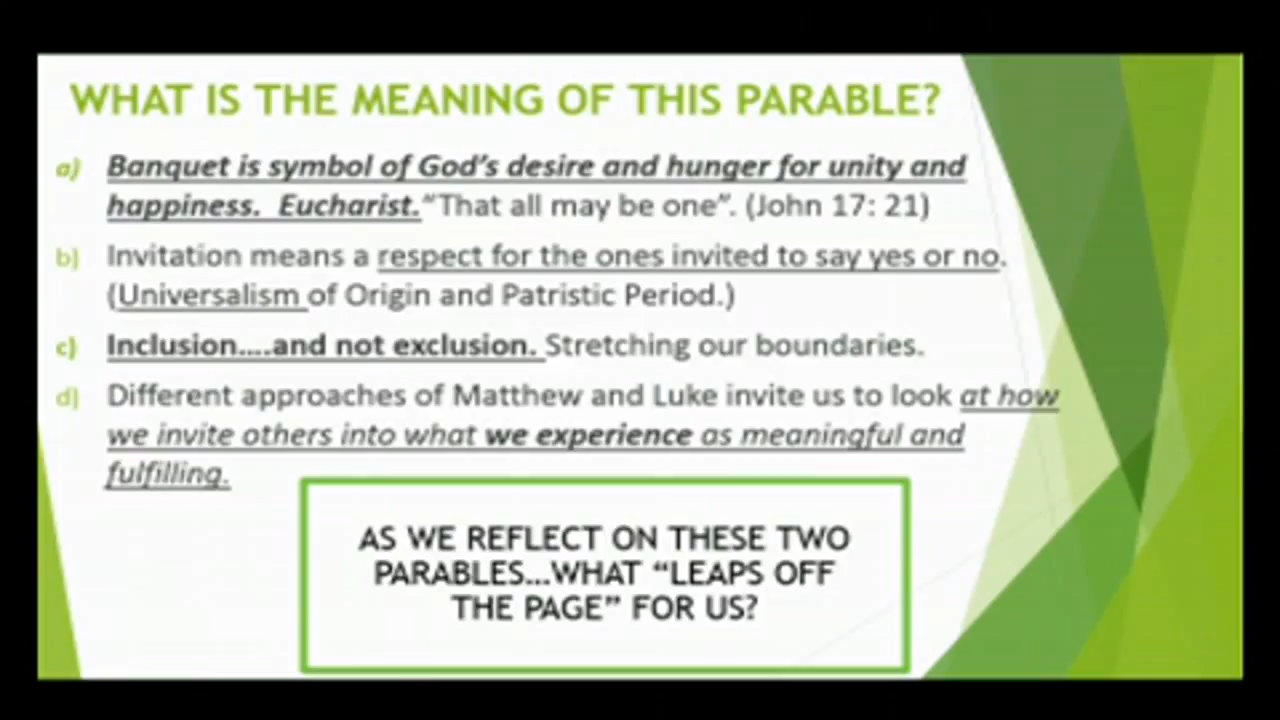 WHAT IS THE MEANING OF THIS PARABLE?
a) Banquet is symbol of God's desire and hunger for unity and
happiness. Eucharist. “That all may be one”. (John 17: 21)
b) Invitation means a respect for the ones invited to say yes or no.
(Universalism of Origin and Patristic Period.)
c) Inclusion....and not exclusion. Stretching our boundaries.
d) Different approaches of Matthew and Luke invite us to look at how
we invite others into what we experience as meaningful and
fulfilling.
AS WE REFLECT ON THESE TWO
PARABLES...WHAT “LEAPS OFF
THE PAGE” FOR US?